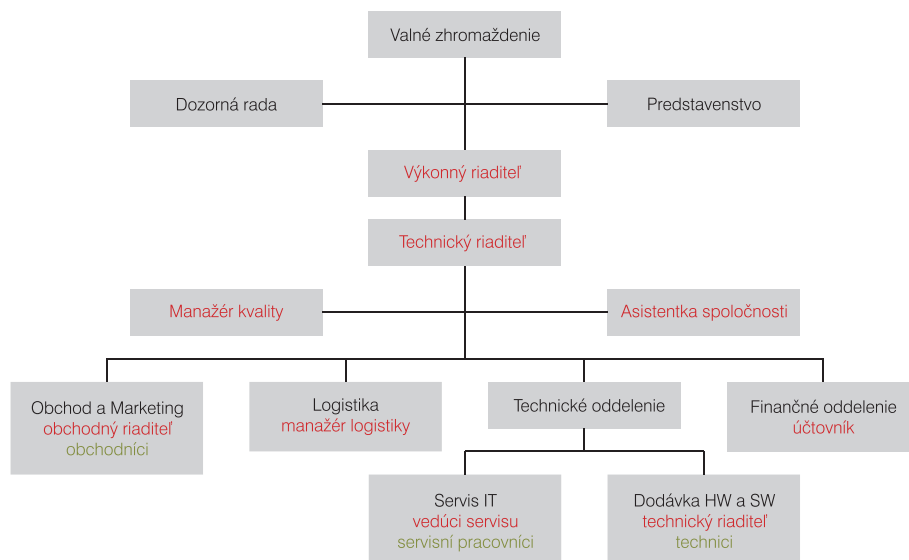 Valné zhromaždenie
Dozorná rada
Predstavenstvo
Výkonný riaditeľ
Technický riaditeľ
Manažér kvality
Asistentka spoločnosti
Obchod a Marketing
obchodný riaditeľ
obchodníci
Logistika
manažér logistiky
Technické oddelenie
Finančné oddelenie
účtovník
Servis IT
vedúci servisu
servisní pracovníci
Dodávka HW a SW
technický riaditeľ
technici